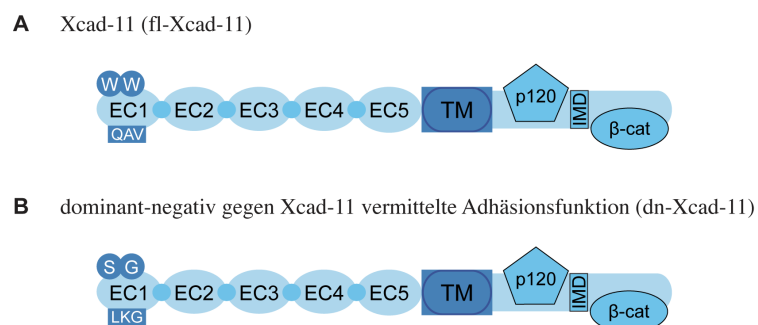 A Xcad-11 (fl-Xcad-11)
W W
EC1 EC2 EC3 EC4 EC5 TM p120 IMD β-cat
QAV
B dominant-negativ gegen Xcad-11 vermittelte Adhäsionsfunktion (dn-Xcad-11)
S G
EC1 EC2 EC3 EC4 EC5 TM p120 IMD β-cat
LKG